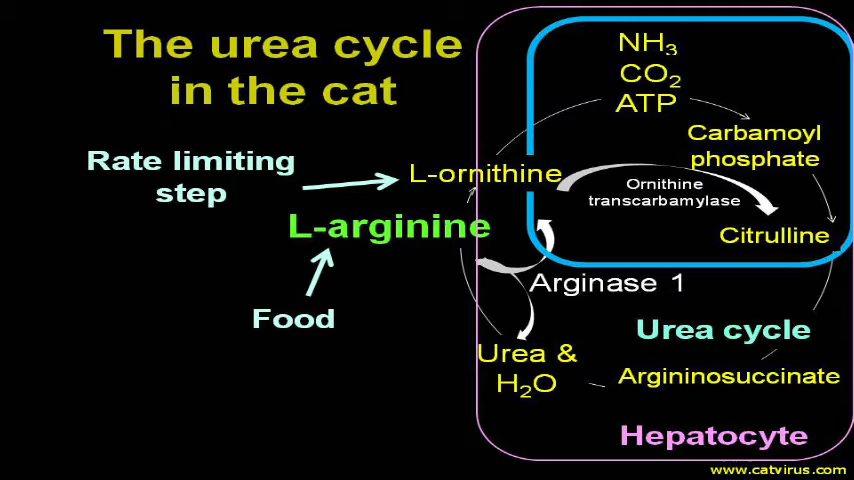 The urea cycle
in the cat
NH3
CO2
ATP
Carbamoyl
phosphate
Rate limiting
step
L-ornithine
Ornithine
transcarbamylase
L-arginine
Citrulline
Arginase 1
Food
Urea cycle
Urea &
H2O
Argininosuccinate
Hepatocyte
www.catvirus.com